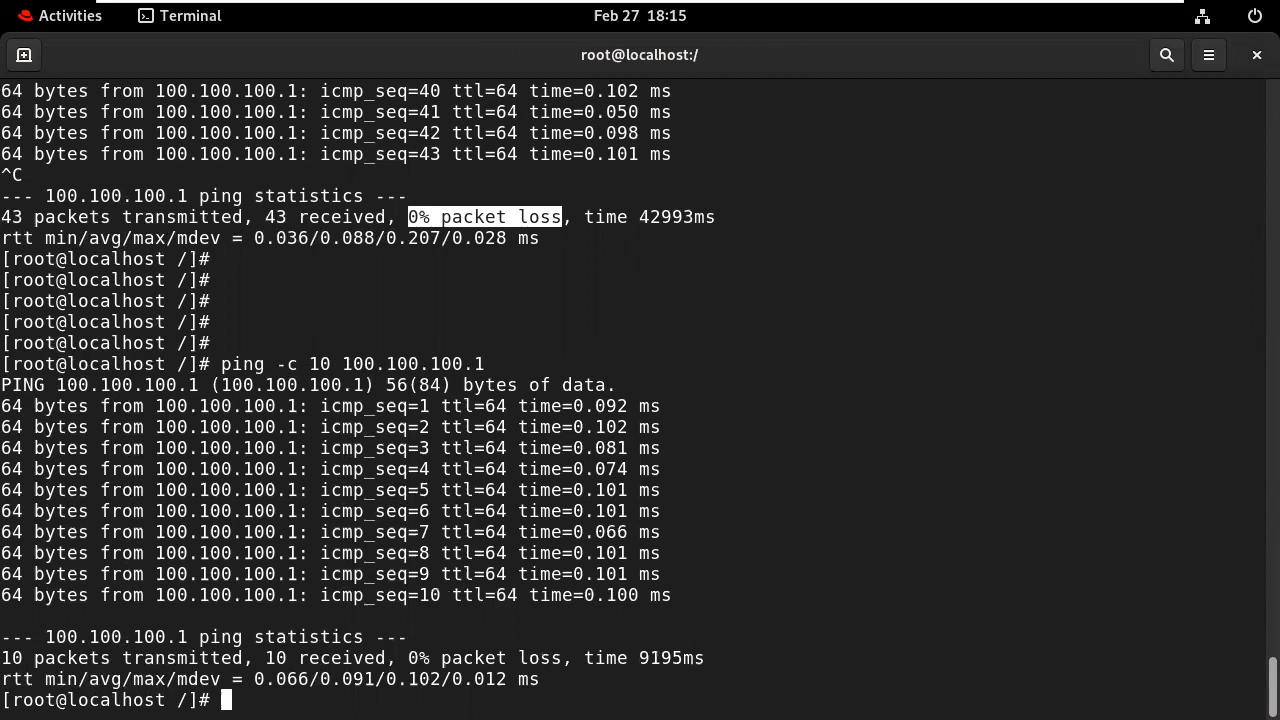 Activities Terminal Feb 27 18:15
root@localhost:/
64 bytes from 100.100.100.1: icmp_seq=40 ttl=64 time=0.102 ms
64 bytes from 100.100.100.1: icmp_seq=41 ttl=64 time=0.050 ms
64 bytes from 100.100.100.1: icmp_seq=42 ttl=64 time=0.098 ms
64 bytes from 100.100.100.1: icmp_seq=43 ttl=64 time=0.101 ms
^C
--- 100.100.100.1 ping statistics ---
43 packets transmitted, 43 received, 0% packet loss, time 42993ms
rtt min/avg/max/mdev = 0.036/0.088/0.207/0.028 ms
[root@localhost /]#
[root@localhost /]#
[root@localhost /]#
[root@localhost /]#
[root@localhost /]#
[root@localhost /]# ping -c 10 100.100.100.1
PING 100.100.100.1 (100.100.100.1) 56(84) bytes of data.
64 bytes from 100.100.100.1: icmp_seq=1 ttl=64 time=0.092 ms
64 bytes from 100.100.100.1: icmp_seq=2 ttl=64 time=0.102 ms
64 bytes from 100.100.100.1: icmp_seq=3 ttl=64 time=0.081 ms
64 bytes from 100.100.100.1: icmp_seq=4 ttl=64 time=0.074 ms
64 bytes from 100.100.100.1: icmp_seq=5 ttl=64 time=0.101 ms
64 bytes from 100.100.100.1: icmp_seq=6 ttl=64 time=0.101 ms
64 bytes from 100.100.100.1: icmp_seq=7 ttl=64 time=0.066 ms
64 bytes from 100.100.100.1: icmp_seq=8 ttl=64 time=0.101 ms
64 bytes from 100.100.100.1: icmp_seq=9 ttl=64 time=0.101 ms
64 bytes from 100.100.100.1: icmp_seq=10 ttl=64 time=0.100 ms
--- 100.100.100.1 ping statistics ---
10 packets transmitted, 10 received, 0% packet loss, time 9195ms
rtt min/avg/max/mdev = 0.066/0.091/0.102/0.012 ms
[root@localhost /]#